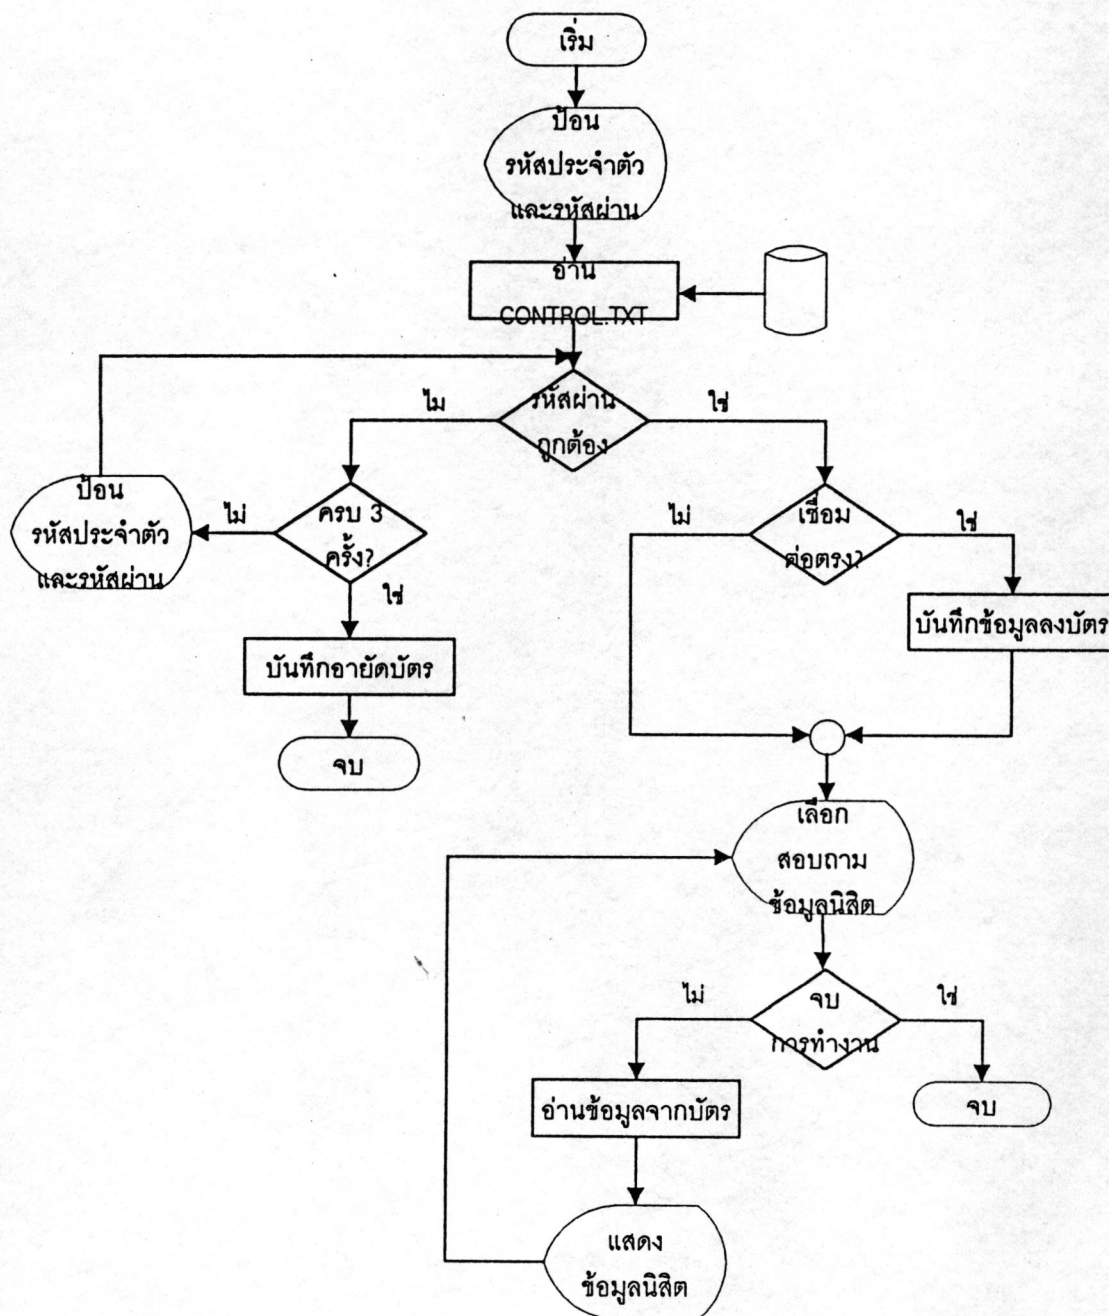 เริ่ม
ป้อน
รหัสประจำตัว
และรหัสผ่าน
อ่าน
CONTROL.TXT
รหัสผ่าน
ถูกต้อง
ไม
ใช่
ป้อน
รหัสประจำตัว
และรหัสผ่าน
ไม่
ครบ 3
ครั้ง?
ใช่
ไม่
เชื่อม
ต่อตรง?
ใช่
บันทึกข้อมูลลงบัตร
บันทึกอายัดบัตร
จบ
เลือก
สอบถาม
ข้อมูลนิสิต
ไม่
จบ
การทำงาน
ใช่
อ่านข้อมูลจากบัตร
จบ
แสดง
ข้อมูลนิสิต